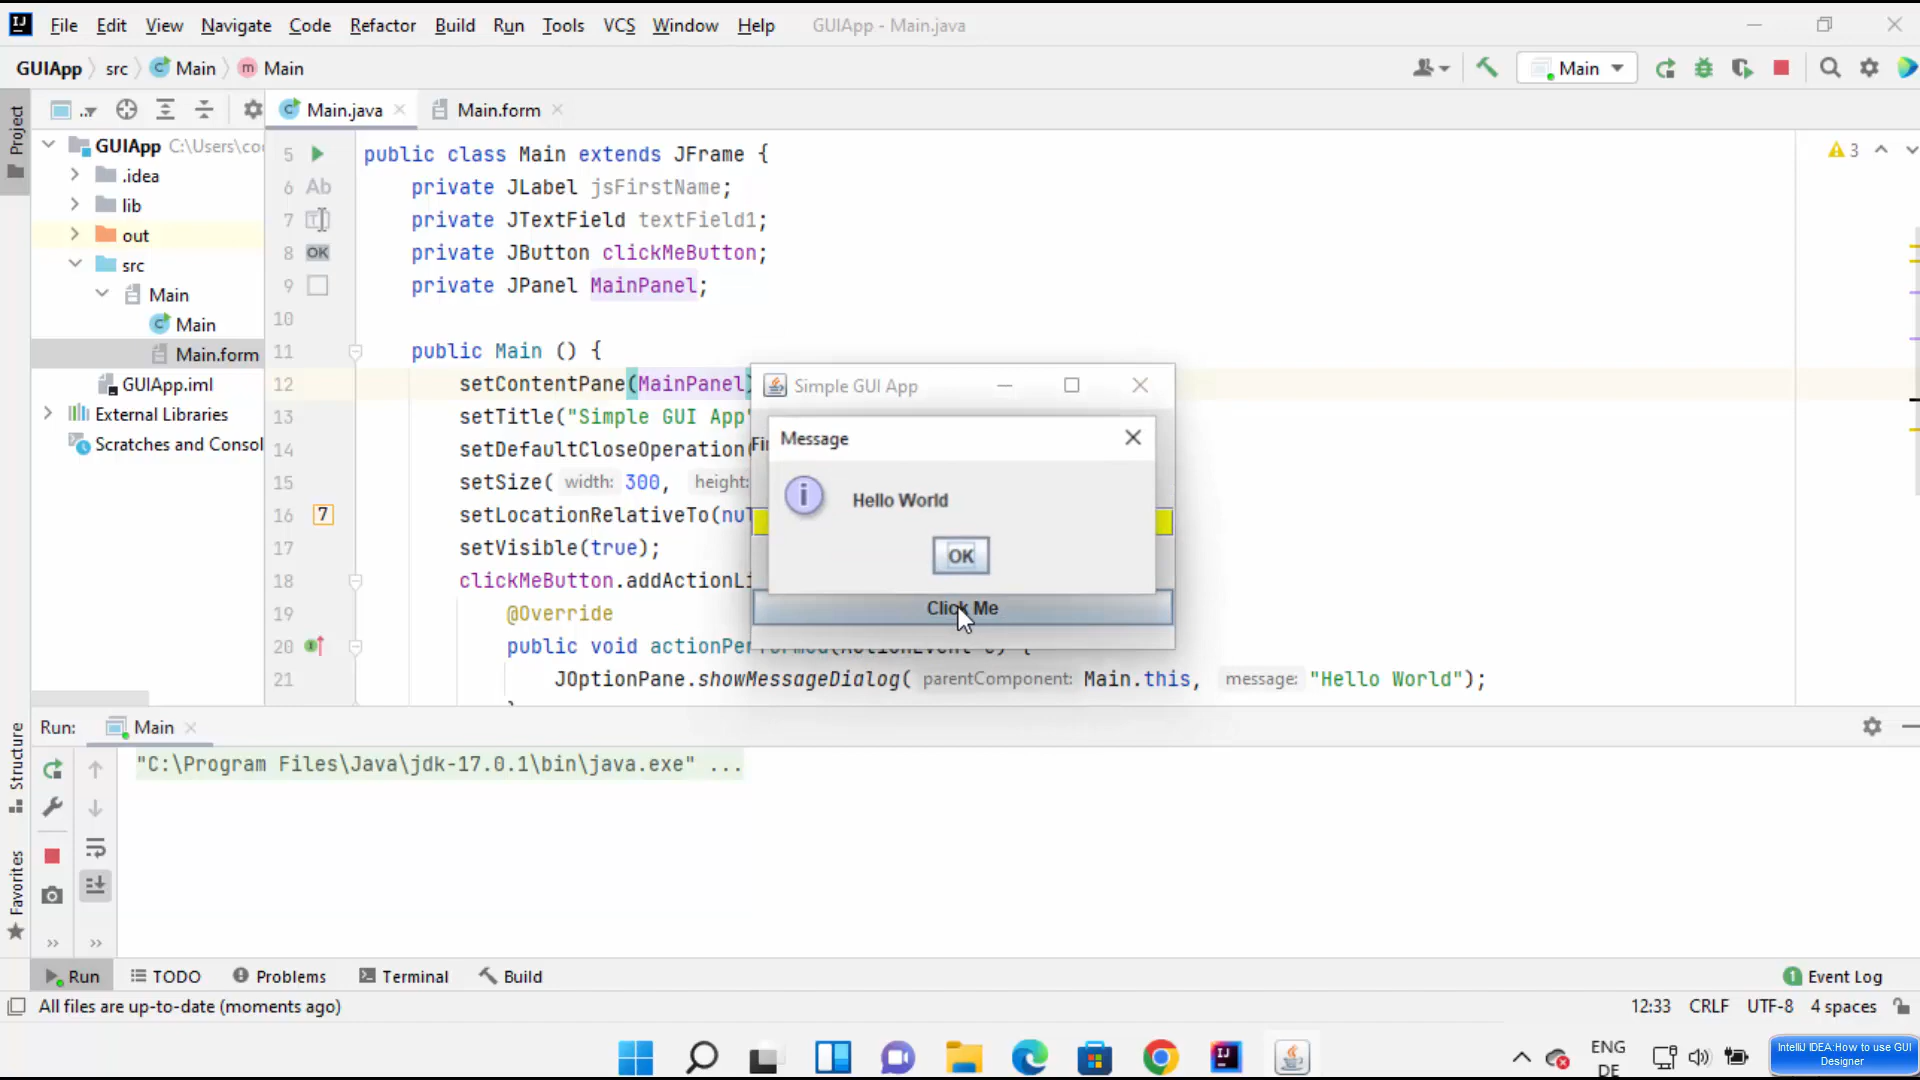 File Edit View Navigate Code Refactor Build Run Tools VCS Window Help GUIApp - Main.java
GUIApp src Main m Main Main
Project
Main.java Main.form
GUIApp C:\Users\co
.idea
lib
out
src
Main
Main
Main.form
GUIApp.iml
External Libraries
Scratches and Consol
3
5 public class Main extends JFrame {
6 Ab private JLabel jsFirstName;
7 private JTextField textField1;
8 OK private JButton clickMeButton;
9 private JPanel MainPanel;
10
11 public Main () {
12 setContentPane(MainPanel)
13 setTitle("Simple GUI App"
14 setDefaultCloseOperation(
15 setSize( width: 300, height:
16 7 setLocationRelativeTo(nul
17 setVisible(true);
18 clickMeButton.addActionLi
19 @Override
20 public void actionPerformed(ActionEvent e) {
21 JOptionPane.showMessageDialog( parentComponent: Main.this, message: "Hello World");
Simple GUI App
Fi
Message
i Hello World
OK
Click Me
Run: Main
"C:\Program Files\Java\jdk-17.0.1\bin\java.exe" ...
Structure
Favorites
Run TODO Problems Terminal Build 1 Event Log
All files are up-to-date (moments ago) 12:33 CRLF UTF-8 4 spaces
ENG
DE
IntelliJ IDEA:How to use GUI
Designer